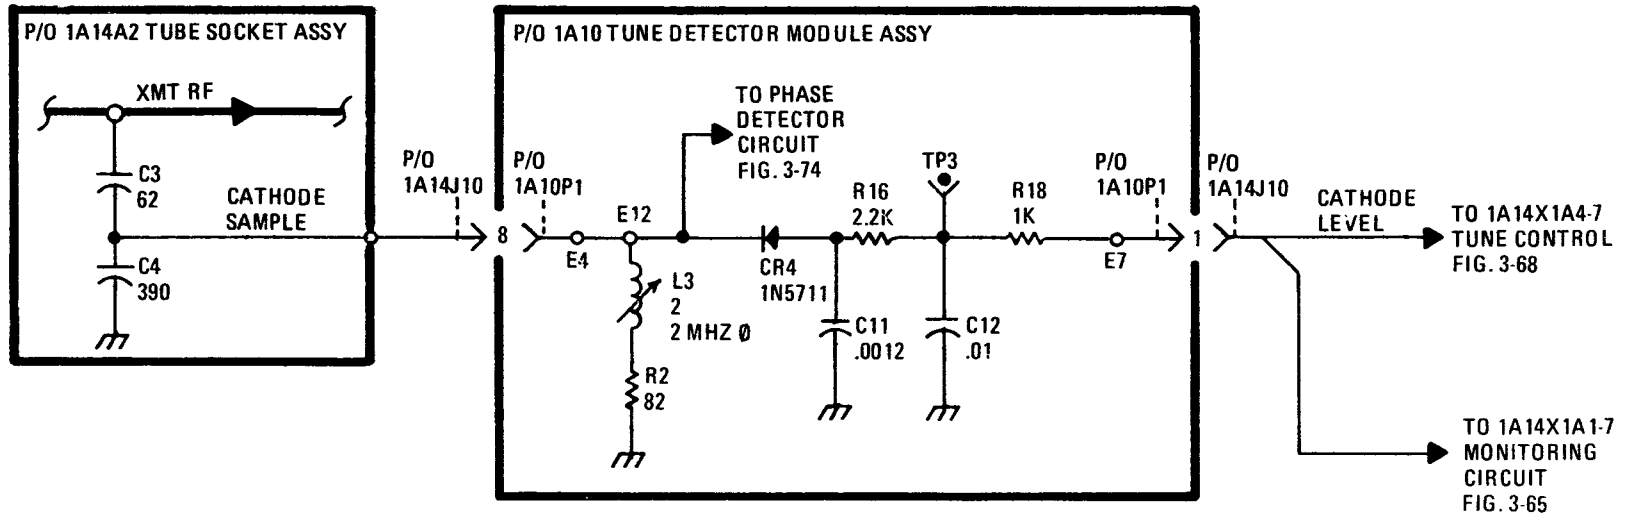 P/O 1A14A2 TUBE SOCKET ASSY
XMT RF
C3
62
CATHODE
SAMPLE
C4
390
P/O
1A14J10
8
P/O 1A10 TUNE DETECTOR MODULE ASSY
P/O
1A10P1
E4
E12
TO PHASE
DETECTOR
CIRCUIT
FIG. 3-74
L3
2
2 MHZ Ø
R2
82
CR4
1N5711
R16
2.2K
C11
.0012
TP3
C12
.01
R18
1K
P/O
1A10P1
E7
1
P/O
1A14J10
CATHODE
LEVEL
TO 1A14X1A4-7
TUNE CONTROL
FIG. 3-68
TO 1A14X1A1-7
MONITORING
CIRCUIT
FIG. 3-65